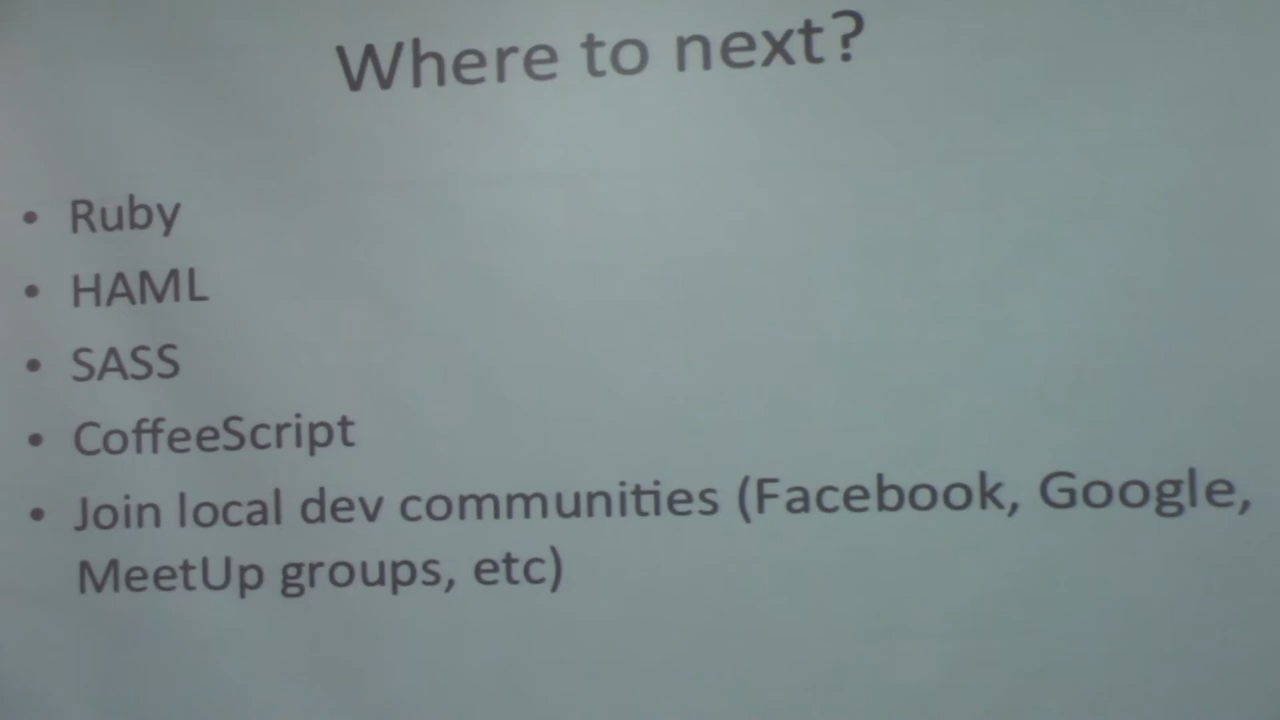 Where to next?
• Ruby
• HAML
• SASS
• CoffeeScript
• Join local dev communities (Facebook, Google,
MeetUp groups, etc)